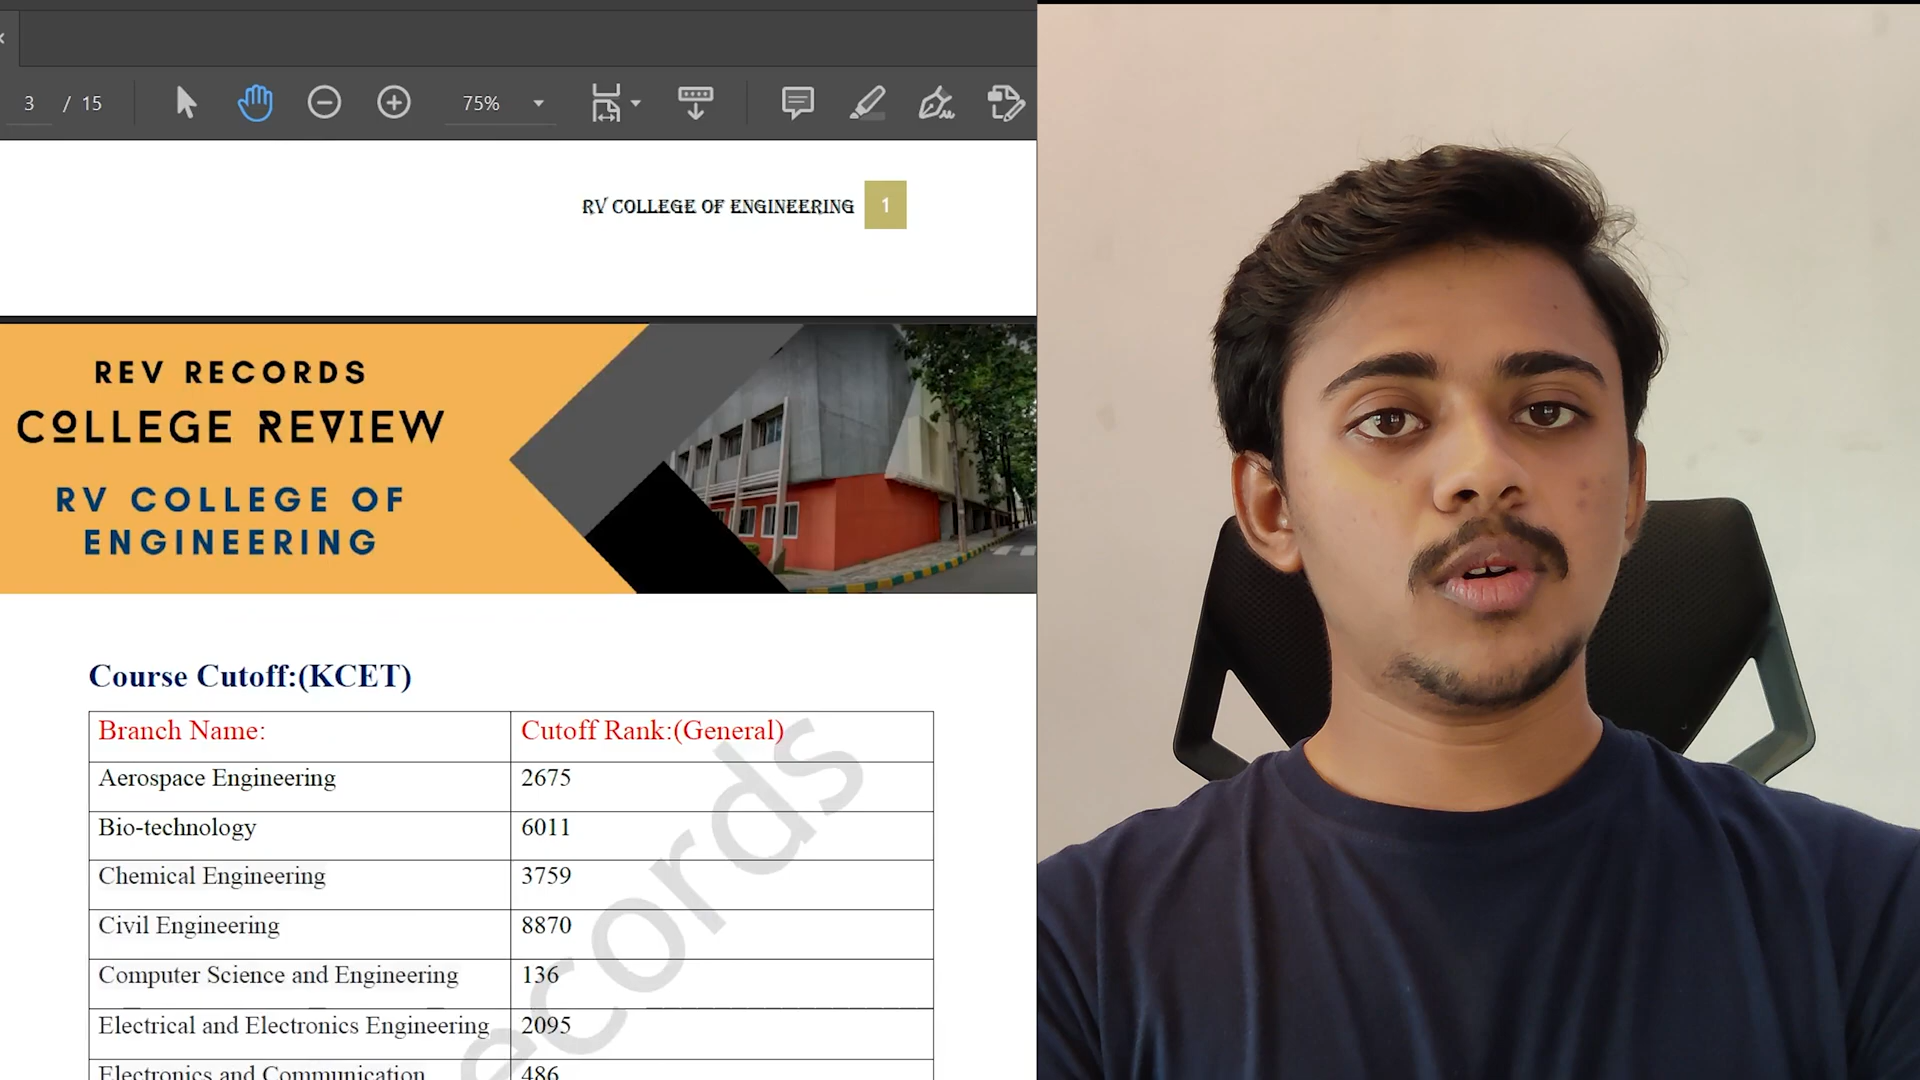 3 / 15
75%
RV COLLEGE OF ENGINEERING 1
REV RECORDS
COLLEGE REVIEW
RV COLLEGE OF
ENGINEERING
Course Cutoff:(KCET)
Branch Name: Cutoff Rank:(General)
Aerospace Engineering 2675
Bio-technology 6011
Chemical Engineering 3759
Civil Engineering 8870
Computer Science and Engineering 136
Electrical and Electronics Engineering 2095
Electronics and Communication 486
ecords